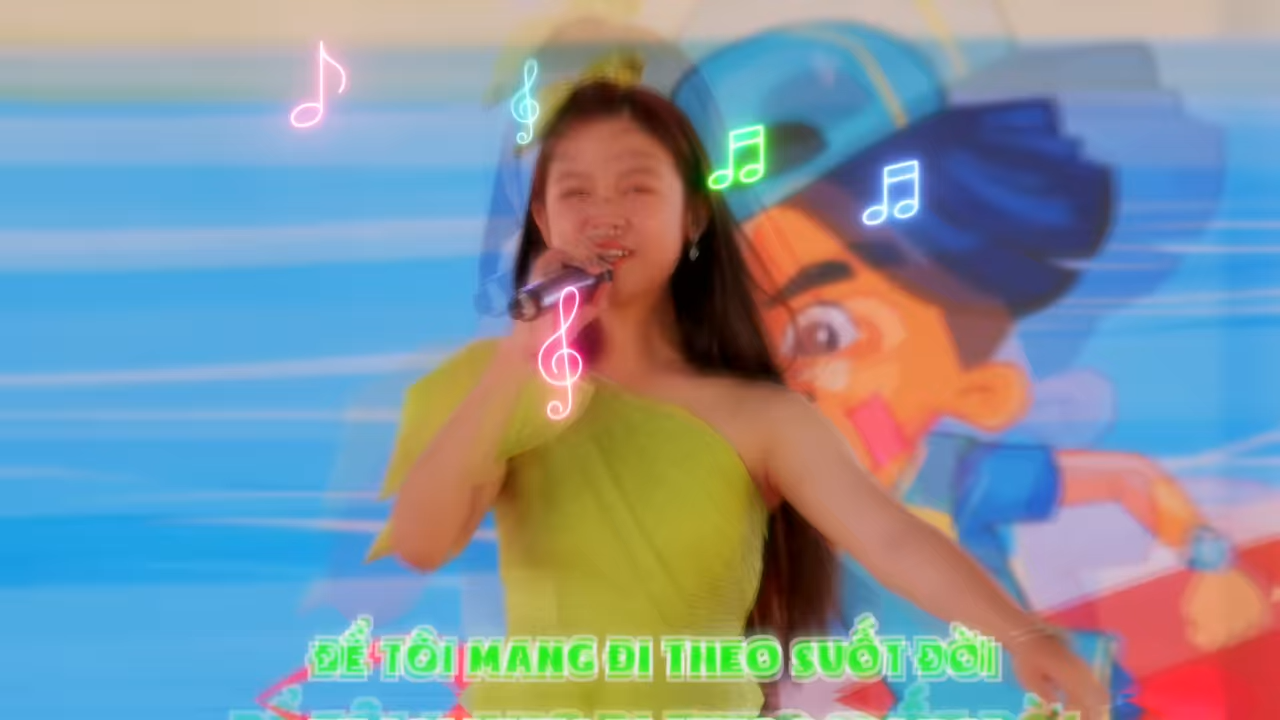 ĐỂ TÔI MANG ĐI THEO SUỐT ĐỜI